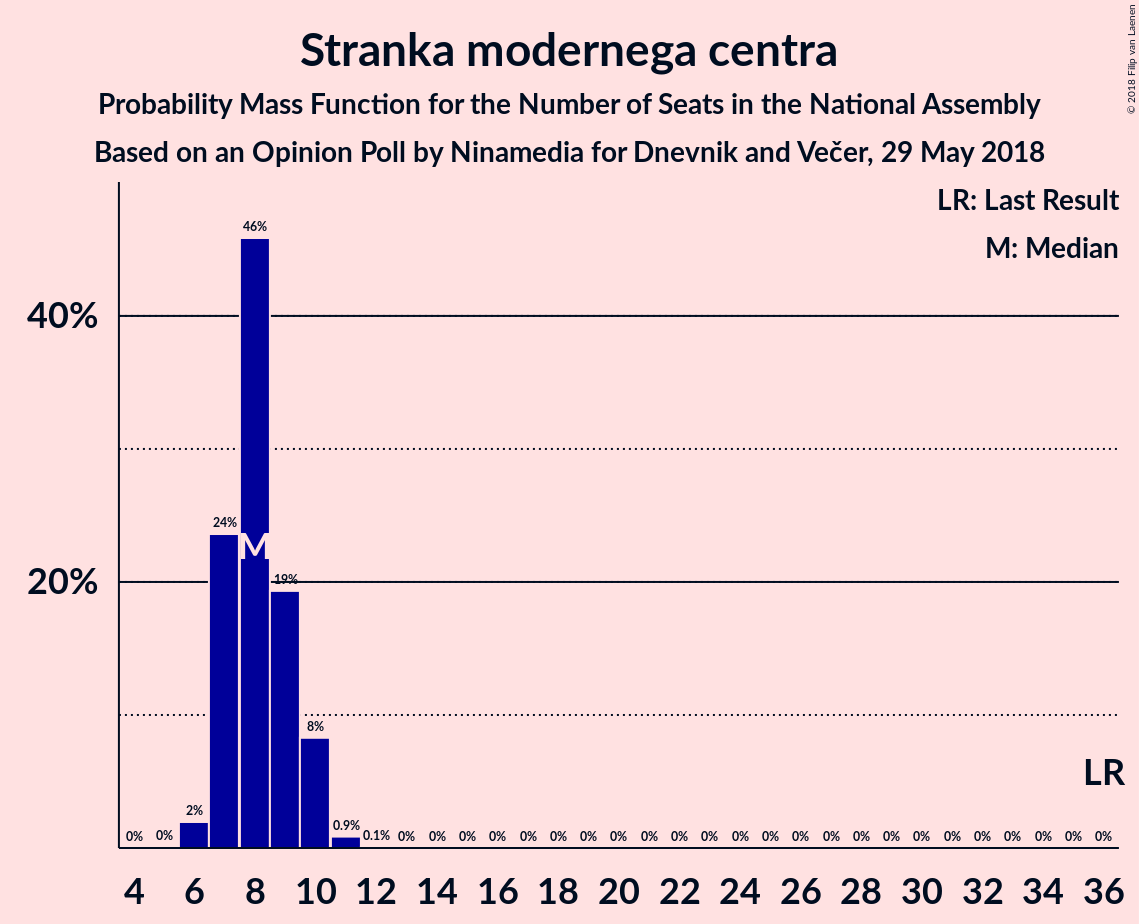 © 2018 Filip van Laenen
Stranka modernega centra
Probability Mass Function for the Number of Seats in the National Assembly
Based on an Opinion Poll by Ninamedia for Dnevnik and Večer, 29 May 2018
LR: Last Result
M: Median
46%
40%
24%
M
20%
19%
8%
LR
2%
0.9%
0% 0% 0.1% 0% 0% 0% 0% 0% 0% 0% 0% 0% 0% 0% 0% 0% 0% 0% 0% 0% 0% 0% 0% 0% 0% 0% 0%
4 6 8 10 12 14 16 18 20 22 24 26 28 30 32 34 36